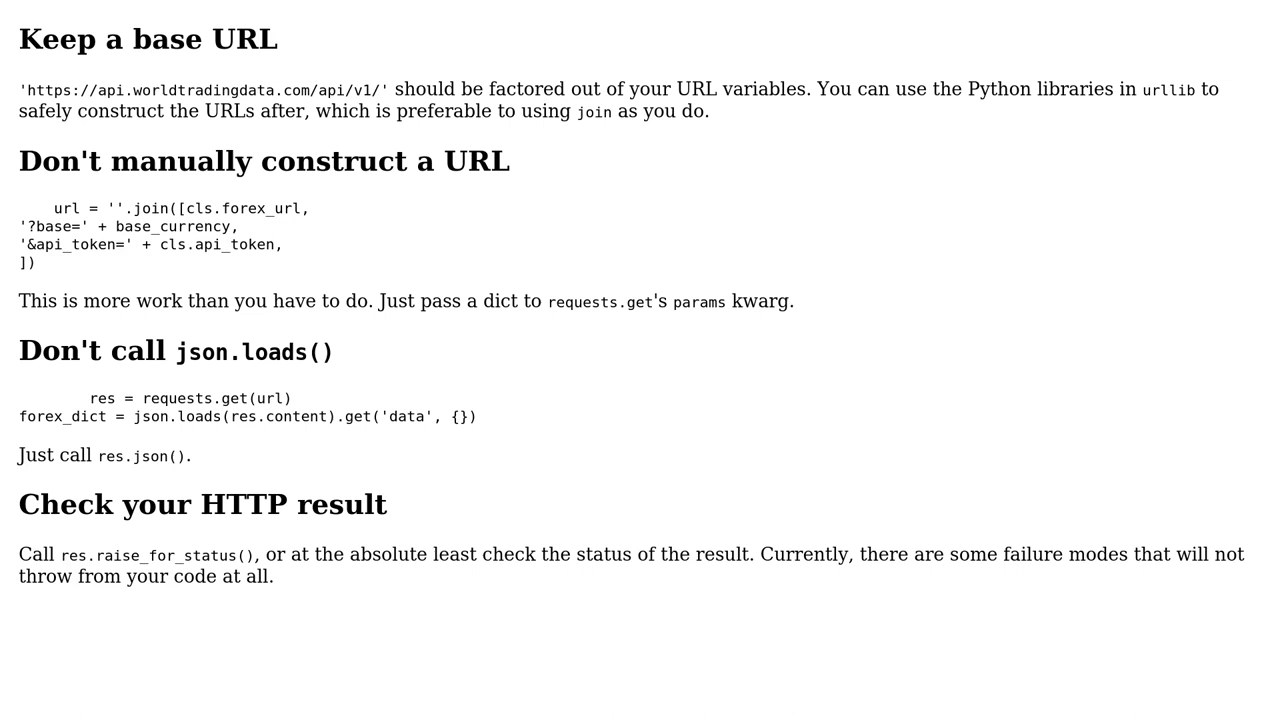 Keep a base URL
'https://api.worldtradingdata.com/api/v1/' should be factored out of your URL variables. You can use the Python libraries in urllib to
safely construct the URLs after, which is preferable to using join as you do.
Don't manually construct a URL
    url = ''.join([cls.forex_url,
'?base=' + base_currency,
'&api_token=' + cls.api_token,
])
This is more work than you have to do. Just pass a dict to requests.get's params kwarg.
Don't call json.loads()
        res = requests.get(url)
forex_dict = json.loads(res.content).get('data', {})
Just call res.json().
Check your HTTP result
Call res.raise_for_status(), or at the absolute least check the status of the result. Currently, there are some failure modes that will not
throw from your code at all.